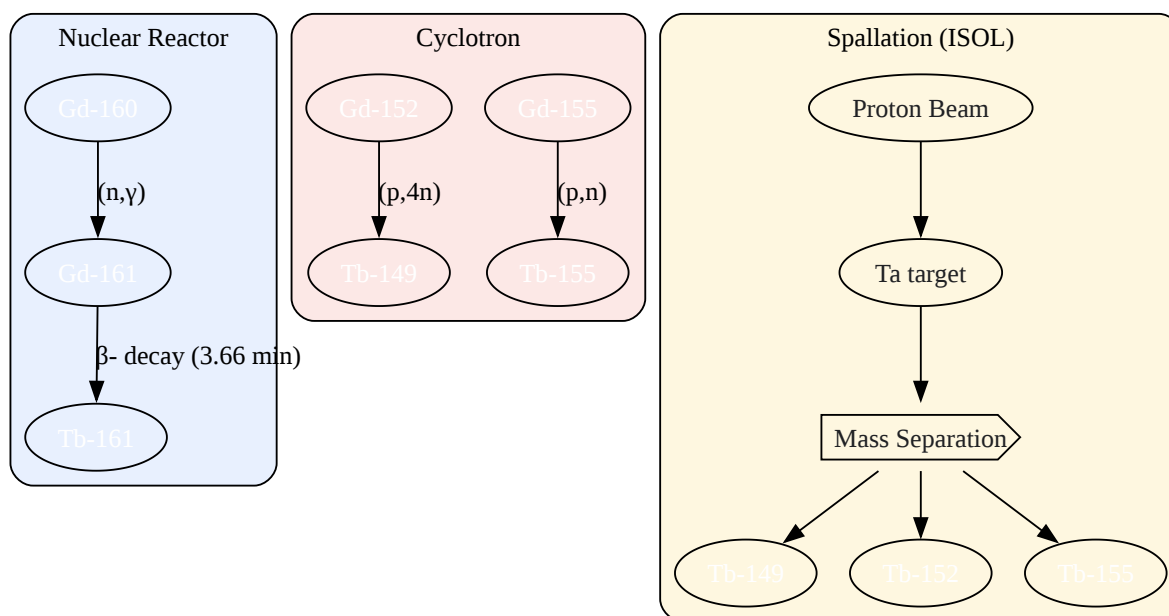 Nuclear Reactor
Gd-160
(n,γ)
Gd-161
β- decay (3.66 min)
Tb-161
Cyclotron
Gd-152
Gd-155
(p,4n)
(p,n)
Tb-149
Tb-155
Spallation (ISOL)
Proton Beam
Ta target
Mass Separation
Tb-149
Tb-152
Tb-155